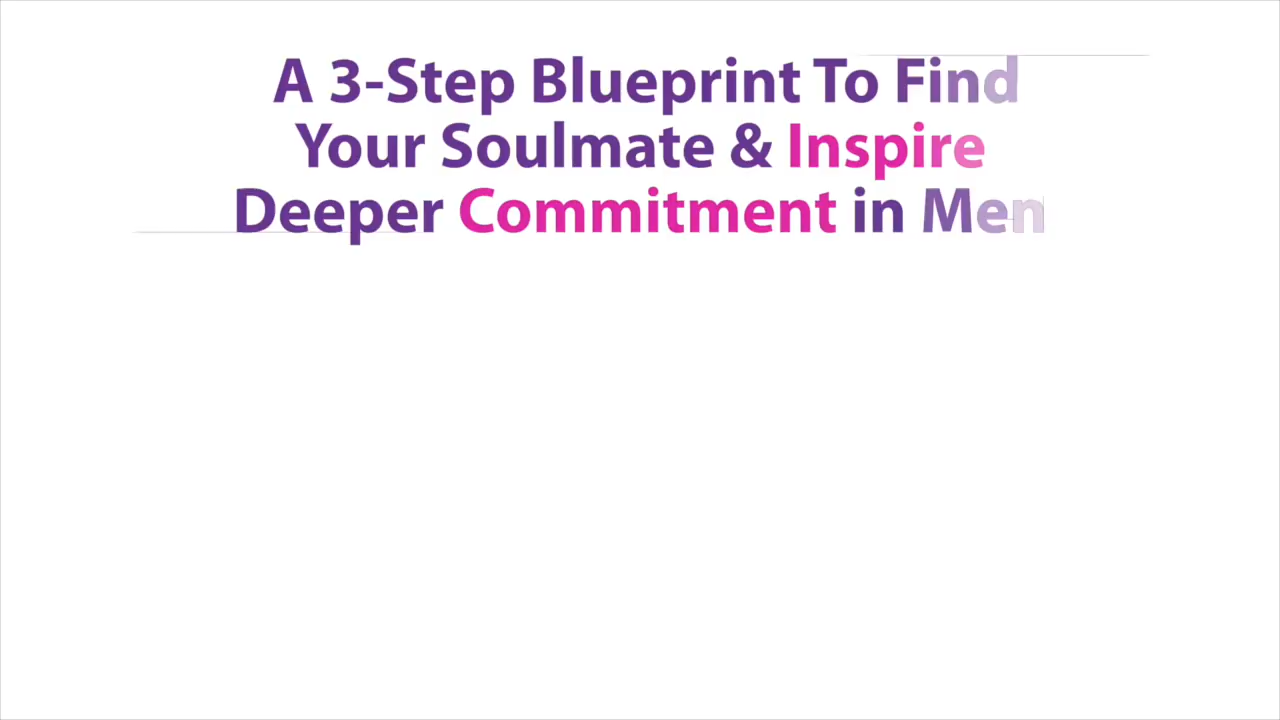 A 3-Step Blueprint To Find
Your Soulmate & Inspire
Deeper Commitment in Men